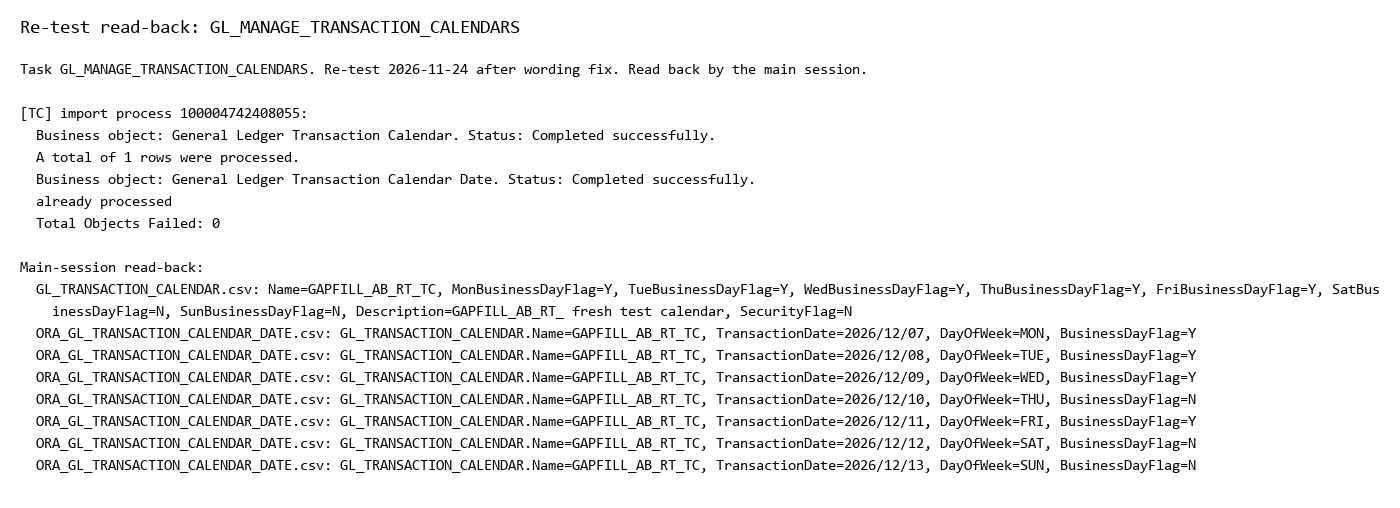 Re-test read-back: GL_MANAGE_TRANSACTION_CALENDARS
Task GL_MANAGE_TRANSACTION_CALENDARS. Re-test 2026-11-24 after wording fix. Read back by the main session.
[TC] import process 100004742408055:
Business object: General Ledger Transaction Calendar. Status: Completed successfully.
A total of 1 rows were processed.
Business object: General Ledger Transaction Calendar Date. Status: Completed successfully.
already processed
Total Objects Failed: 0
Main-session read-back:
GL_TRANSACTION_CALENDAR.csv: Name=GAPFILL_AB_RT_TC, MonBusinessDayFlag=Y, TueBusinessDayFlag=Y, WedBusinessDayFlag=Y, ThuBusinessDayFlag=Y, FriBusinessDayFlag=Y, SatBus
inessDayFlag=N, SunBusinessDayFlag=N, Description=GAPFILL_AB_RT_ fresh test calendar, SecurityFlag=N
ORA_GL_TRANSACTION_CALENDAR_DATE.csv: GL_TRANSACTION_CALENDAR.Name=GAPFILL_AB_RT_TC, TransactionDate=2026/12/07, DayOfWeek=MON, BusinessDayFlag=Y
ORA_GL_TRANSACTION_CALENDAR_DATE.csv: GL_TRANSACTION_CALENDAR.Name=GAPFILL_AB_RT_TC, TransactionDate=2026/12/08, DayOfWeek=TUE, BusinessDayFlag=Y
ORA_GL_TRANSACTION_CALENDAR_DATE.csv: GL_TRANSACTION_CALENDAR.Name=GAPFILL_AB_RT_TC, TransactionDate=2026/12/09, DayOfWeek=WED, BusinessDayFlag=Y
ORA_GL_TRANSACTION_CALENDAR_DATE.csv: GL_TRANSACTION_CALENDAR.Name=GAPFILL_AB_RT_TC, TransactionDate=2026/12/10, DayOfWeek=THU, BusinessDayFlag=N
ORA_GL_TRANSACTION_CALENDAR_DATE.csv: GL_TRANSACTION_CALENDAR.Name=GAPFILL_AB_RT_TC, TransactionDate=2026/12/11, DayOfWeek=FRI, BusinessDayFlag=Y
ORA_GL_TRANSACTION_CALENDAR_DATE.csv: GL_TRANSACTION_CALENDAR.Name=GAPFILL_AB_RT_TC, TransactionDate=2026/12/12, DayOfWeek=SAT, BusinessDayFlag=N
ORA_GL_TRANSACTION_CALENDAR_DATE.csv: GL_TRANSACTION_CALENDAR.Name=GAPFILL_AB_RT_TC, TransactionDate=2026/12/13, DayOfWeek=SUN, BusinessDayFlag=N